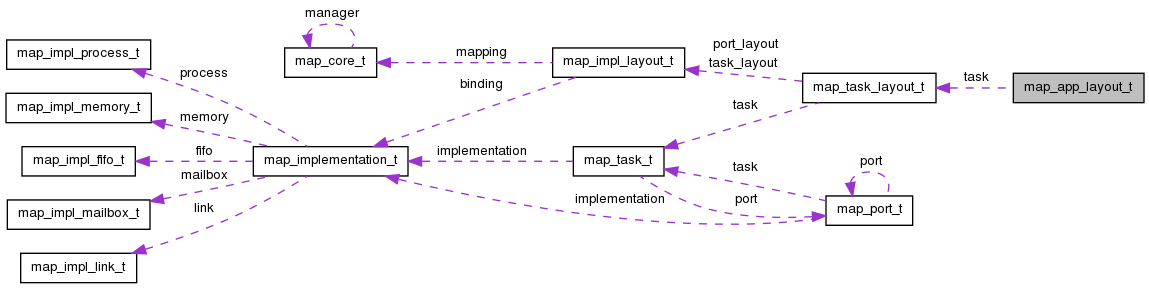 manager
map_impl_process_t
map_core_t
mapping
map_impl_layout_t
port_layout
task_layout
process
binding
map_task_layout_t
task
map_app_layout_t
map_impl_memory_t
memory
task
map_impl_fifo_t
fifo
map_implementation_t
implementation
map_task_t
port
mailbox
task
map_impl_mailbox_t
link
implementation
port
map_port_t
map_impl_link_t